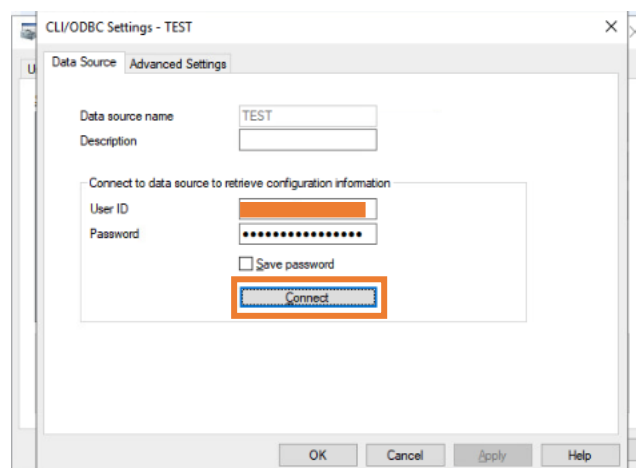 CLI/ODBC Settings - TEST
U
Data Source Advanced Settings
Data source name TEST
Description
Connect to data source to retrieve configuration information
User ID
Password ••••••••••••••••
Save password
Connect
OK Cancel Apply Help